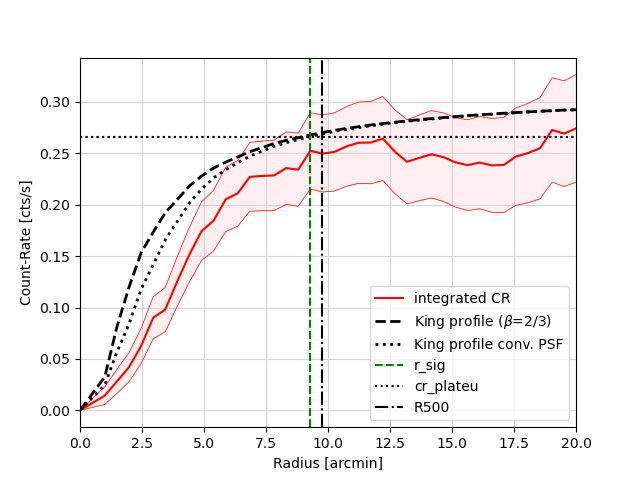 0.30
0.25
0.20
0.15
0.10
0.05
0.00
Count-Rate [cts/s]
integrated CR
King profile (β=2/3)
King profile conv. PSF
r_sig
cr_plateu
R500
0.0 2.5 5.0 7.5 10.0 12.5 15.0 17.5 20.0
Radius [arcmin]